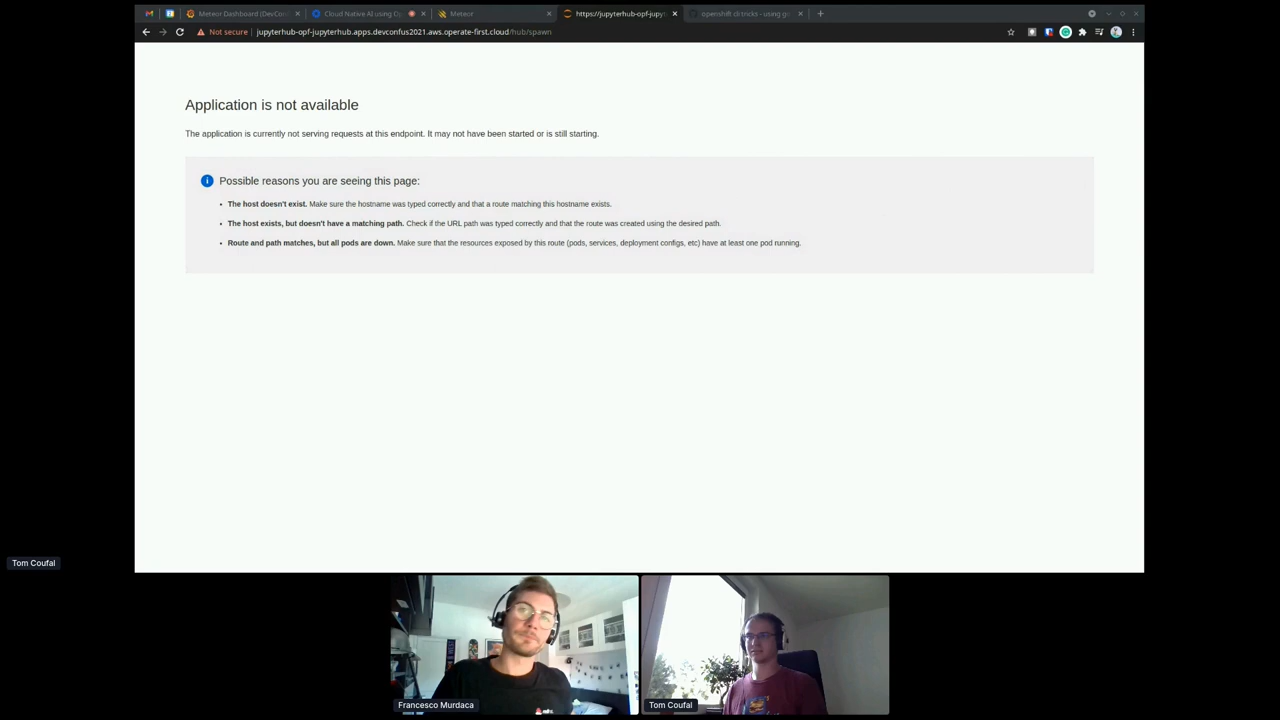 Meteor Dashboard (DevCon
Cloud Native AI using Op
Meteor
https://jupyterhub-opf-jupy
openshift cli tricks - using g
Not secure
jupyterhub-opf-jupyterhub.apps.devconfus2021.aws.operate-first.cloud/hub/spawn
Application is not available
The application is currently not serving requests at this endpoint. It may not have been started or is still starting.
Possible reasons you are seeing this page:
The host doesn't exist. Make sure the hostname was typed correctly and that a route matching this hostname exists.
The host exists, but doesn't have a matching path. Check if the URL path was typed correctly and that the route was created using the desired path.
Route and path matches, but all pods are down. Make sure that the resources exposed by this route (pods, services, deployment configs, etc) have at least one pod running.
Tom Coufal
Francesco Murdaca
Tom Coufal